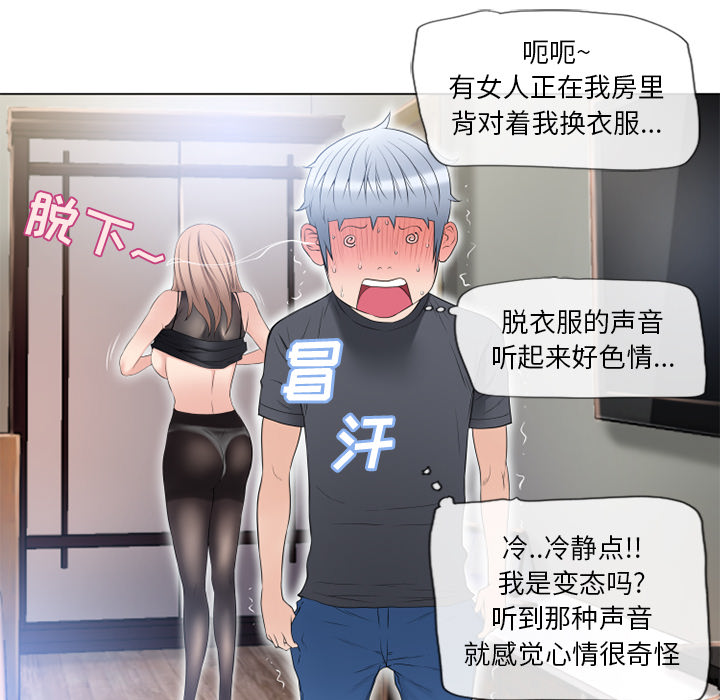 呃呃~
有女人正在我房里
背对着我换衣服...
脱下~
脱衣服的声音
听起来好色情...
冒汗
冷..冷静点!!
我是变态吗?
听到那种声音
就感觉心情很奇怪